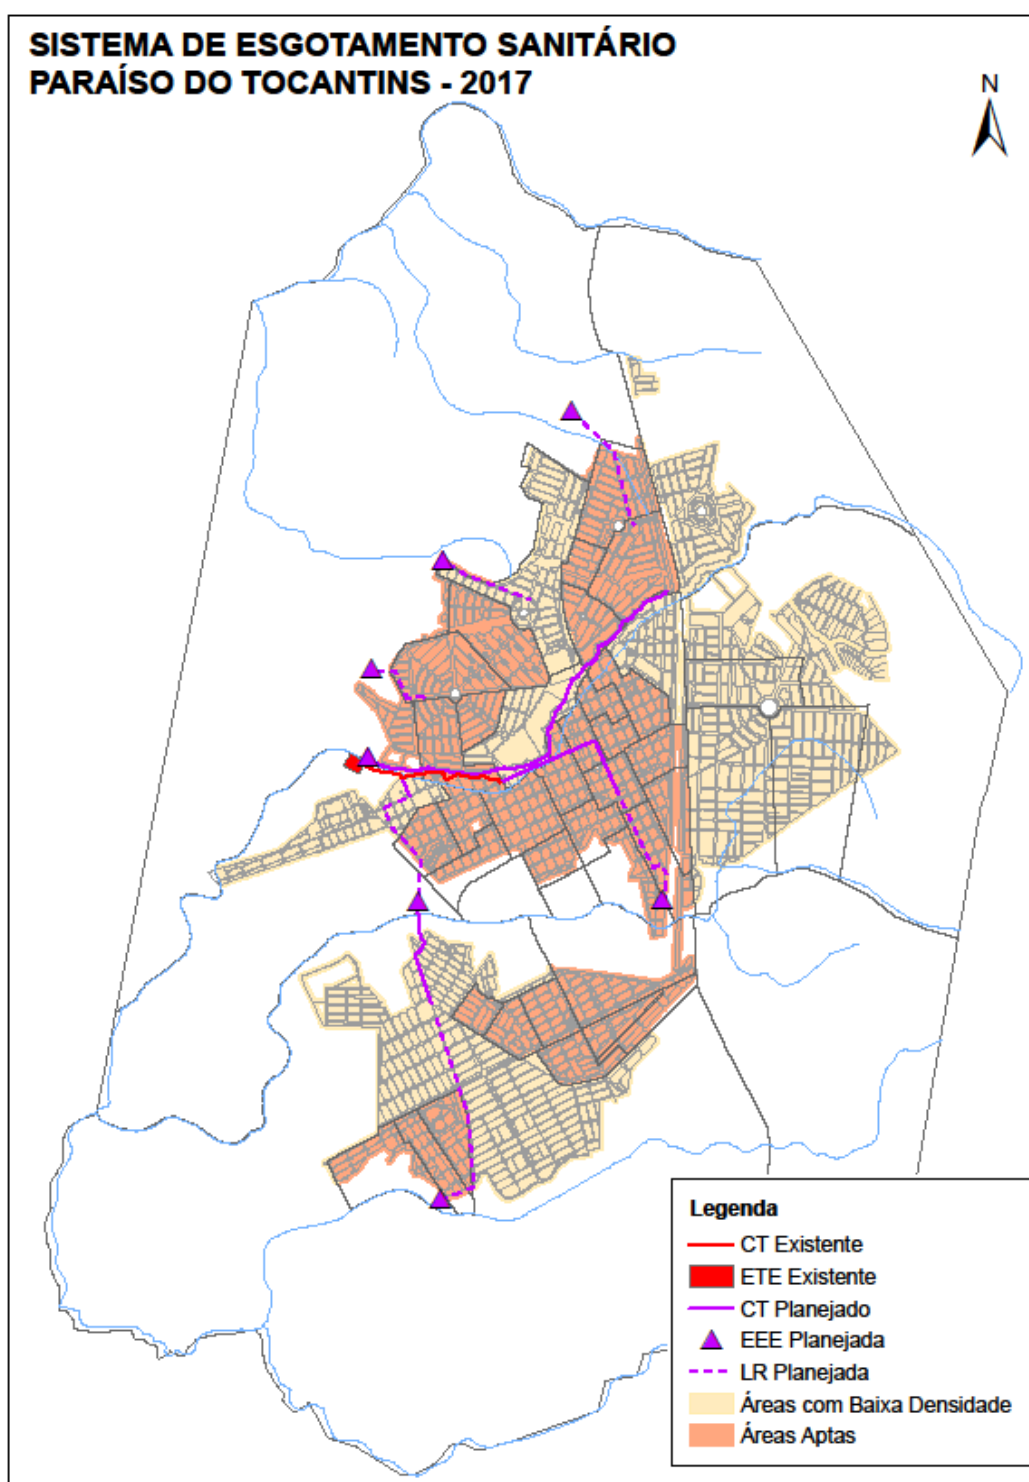 SISTEMA DE ESGOTAMENTO SANITÁRIO
PARAÍSO DO TOCANTINS - 2017
N
Legenda
CT Existente
ETE Existente
CT Planejado
EEE Planejada
LR Planejada
Áreas com Baixa Densidade
Áreas Aptas